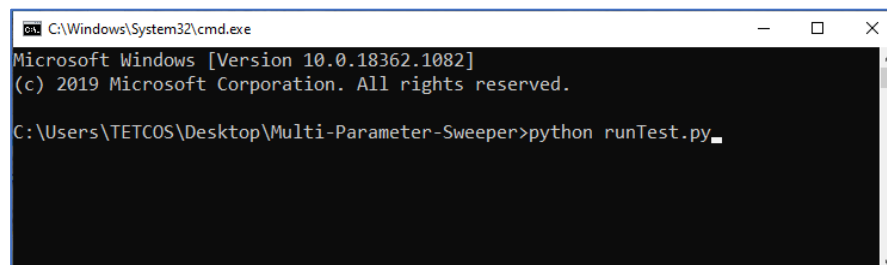 C:\Windows\System32\cmd.exe
Microsoft Windows [Version 10.0.18362.1082]
(c) 2019 Microsoft Corporation. All rights reserved.
C:\Users\TETCOS\Desktop\Multi-Parameter-Sweeper>python runTest.py